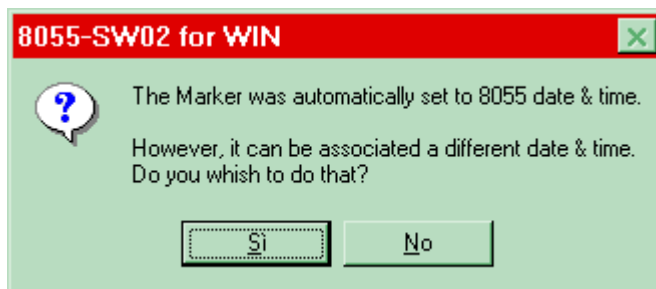 8055-SW02 for WIN
The Marker was automatically set to 8055 date & time.
However, it can be associated a different date & time.
Do you whish to do that?
Sì
No